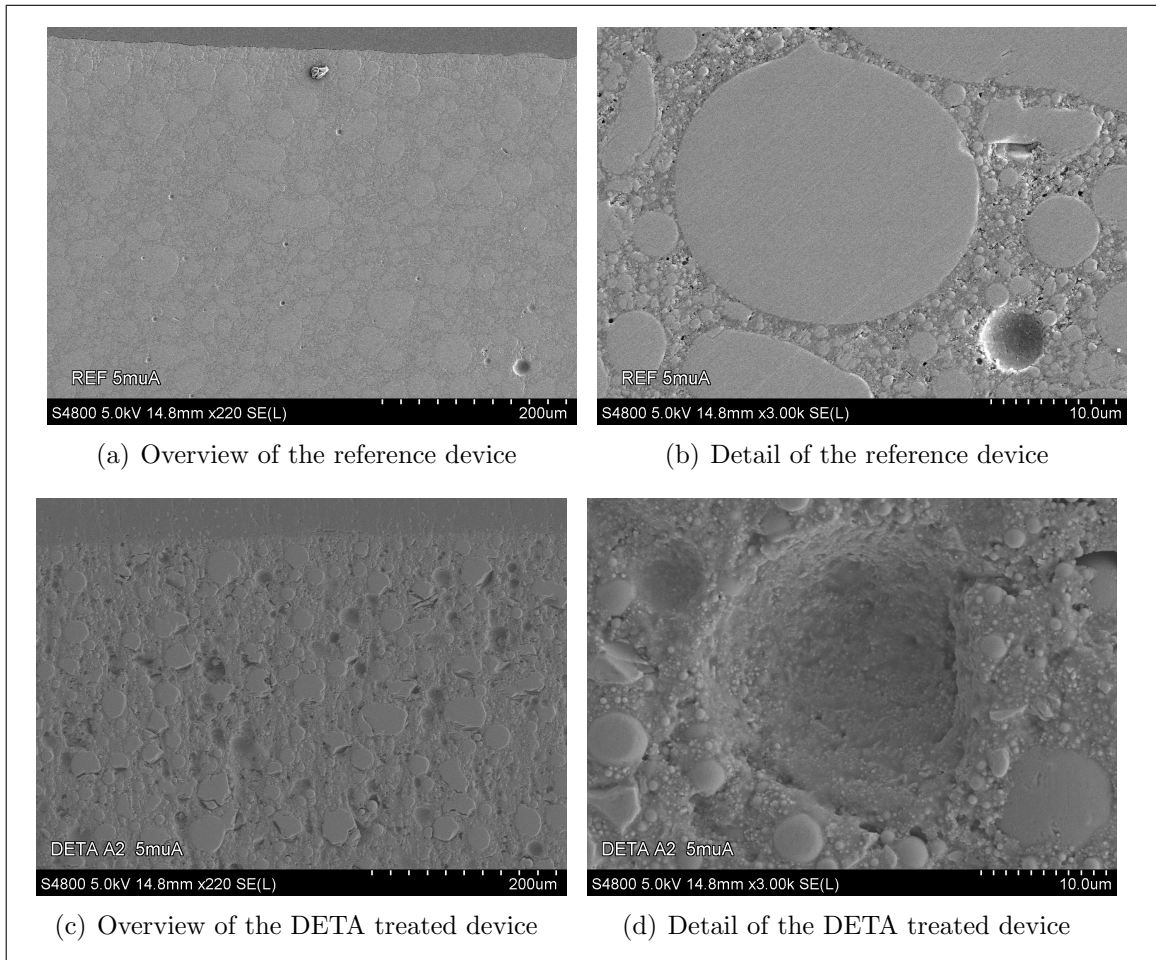 REF 5muA
S4800 5.0kV 14.8mm x220 SE(L) 200um
REF 5muA
S4800 5.0kV 14.8mm x3.00k SE(L) 10.0um
(a) Overview of the reference device
(b) Detail of the reference device
DETA A2 5muA
S4800 5.0kV 14.8mm x220 SE(L) 200um
DETA A2 5muA
S4800 5.0kV 14.8mm x3.00k SE(L) 10.0um
(c) Overview of the DETA treated device
(d) Detail of the DETA treated device